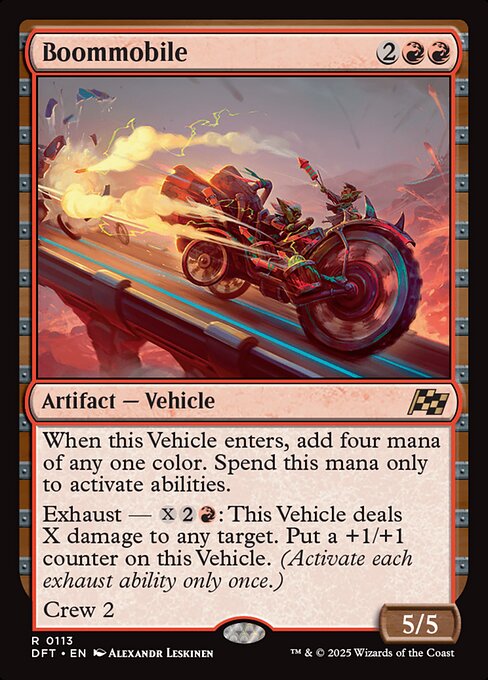 Boommobile 2
Artifact — Vehicle
When this Vehicle enters, add four mana
of any one color. Spend this mana only
to activate abilities.
Exhaust — X 2 : This Vehicle deals
X damage to any target. Put a +1/+1
counter on this Vehicle. (Activate each
exhaust ability only once.)
Crew 2
5/5
R 0113
DFT • EN Alexandr Leskinen
™ & © 2025 Wizards of the Coast